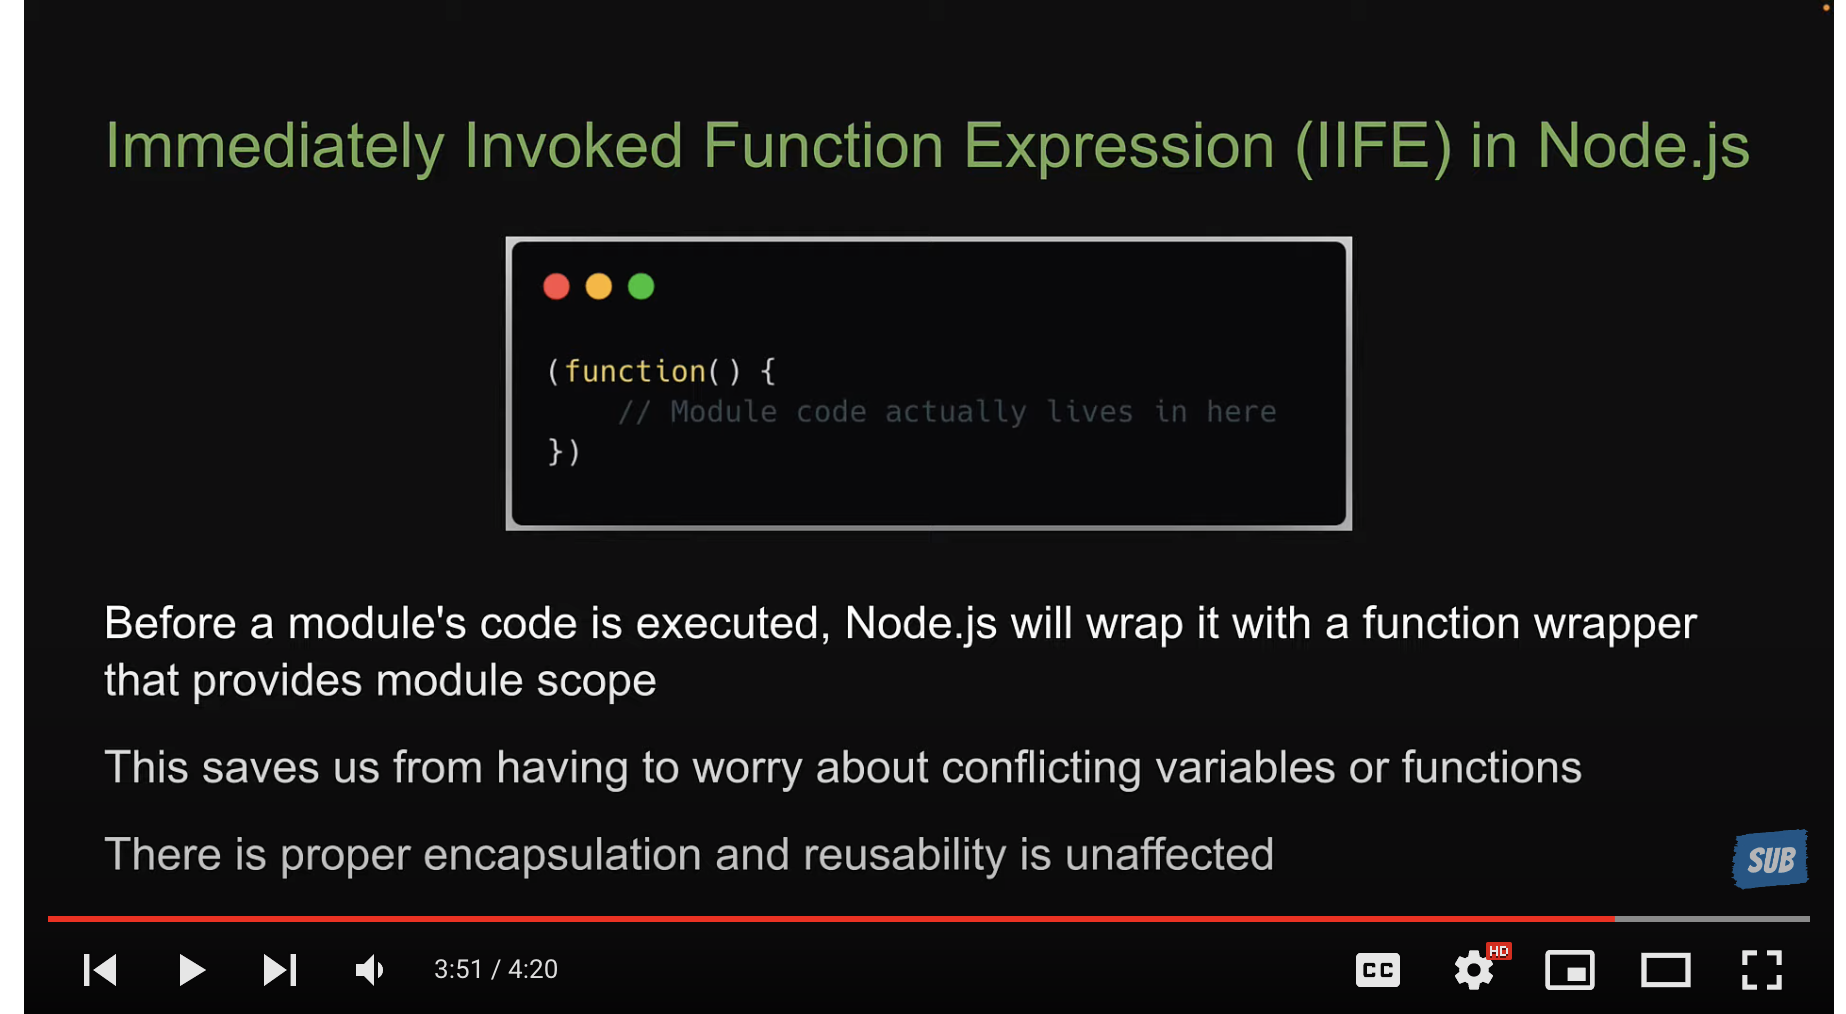 Immediately Invoked Function Expression (IIFE) in Node.js
(function() {
    // Module code actually lives in here
})
Before a module's code is executed, Node.js will wrap it with a function wrapper
that provides module scope
This saves us from having to worry about conflicting variables or functions
There is proper encapsulation and reusability is unaffected
SUB
3:51 / 4:20
CC
HD